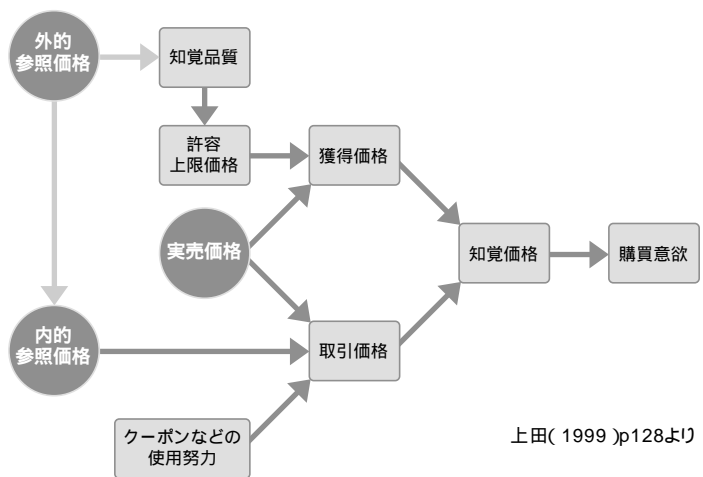 外的
参照価格
知覚品質
許容
上限価格
獲得価格
実売価格
知覚価格
購買意欲
内的
参照価格
取引価格
クーポンなどの
使用努力
上田( 1999 )p128より